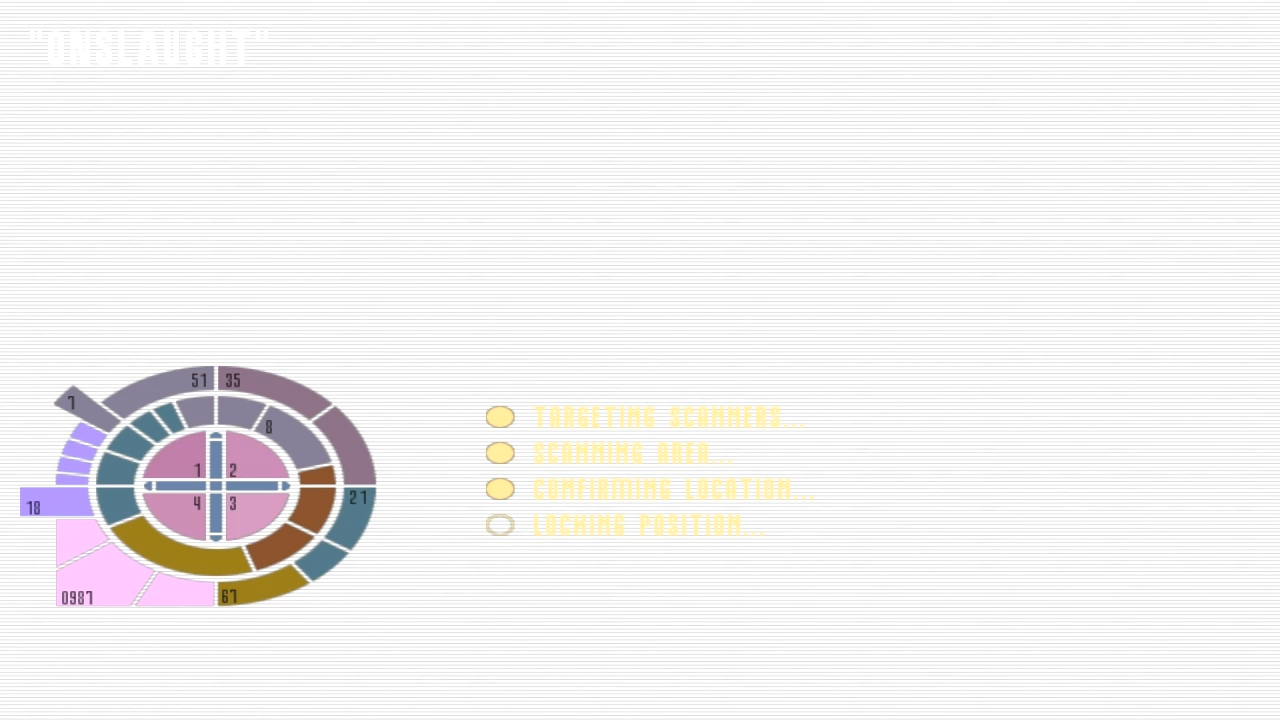 "ONSLAUGHT"
51 35
7
8
1 2
4 3
21
18
0987
67
TARGETING SCANNERS...
SCANNING AREA...
CONFIRMING LOCATION...
LOCKING POSITION...